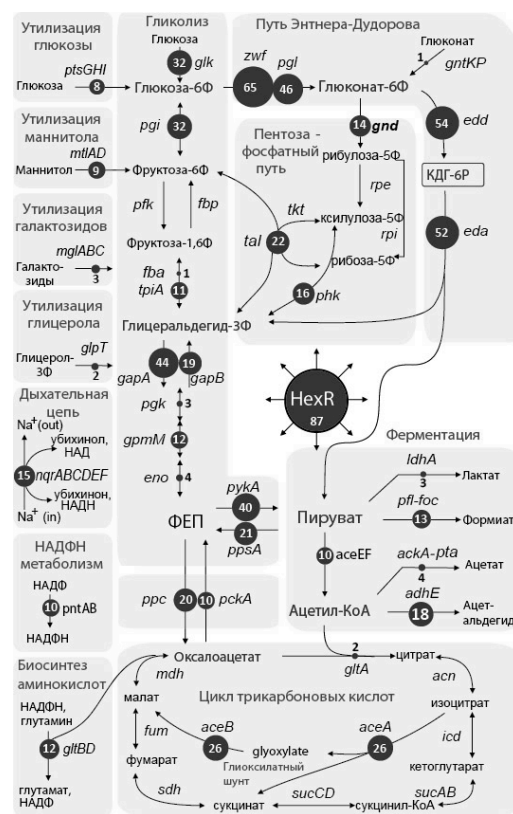 Утилизация
глюкозы
ptsGHI
Глюкоза
8
Гликолиз
Глюкоза
32
glk
Глюкоза-6Ф
pgi
32
Путь Энтнера-Дудорова
zwf
65
pgl
46
Глюконат
1
gntKP
Глюконат-6Ф
14
gnd
54
edd
КДГ-6Р
52
eda
Утилизация
маннитола
mtlAD
Маннитол
9
Фруктоза-6Ф
pfk
fbp
Фруктоза-1,6Ф
fba
1
tpiA
11
Пентоза -
фосфатный
путь
рибулоза-5Ф
rpe
tkt
ксилулоза-5Ф
rpi
tal
22
рибоза-5Ф
16
phk
Утилизация
галактозидов
mglABC
Галакто-
зиды
3
Глицеральдегид-3Ф
Утилизация
глицерола
glpT
Глицерол-
3Ф
2
44
19
gapA
gapB
pgk
3
gpmM
12
eno
4
HexR
87
Дыхательная
цепь
Na+(out)
убихинол,
НАД
15
nqrABCDEF
убихинон,
НАДН
Na+ (in)
ФЕП
pykA
40
21
ppsA
ppc
20
10
pckA
Ферментация
ldhA
3
Лактат
Пируват
pfl-foc
13
Формиат
10
aceEF
ackA-pta
4
Ацетат
adhE
18
Ацет-
альдегид
Ацетил-КоА
НАДФН
метаболизм
НАДФ
10
pntAB
НАДФН
Биосинтез
аминокислот
НАДФН,
глутамин
12
gltBD
глутамат,
НАДФ
Оксалоацетат
2
gltA
цитрат
mdh
Цикл трикарбоновых кислот
acn
малат
изоцитрат
aceB
26
aceA
26
fum
glyoxylate
Глиоксилатный
шунт
icd
фумарат
кетоглутарат
sdh
сукцинат
sucCD
сукцинил-КоА
sucAB